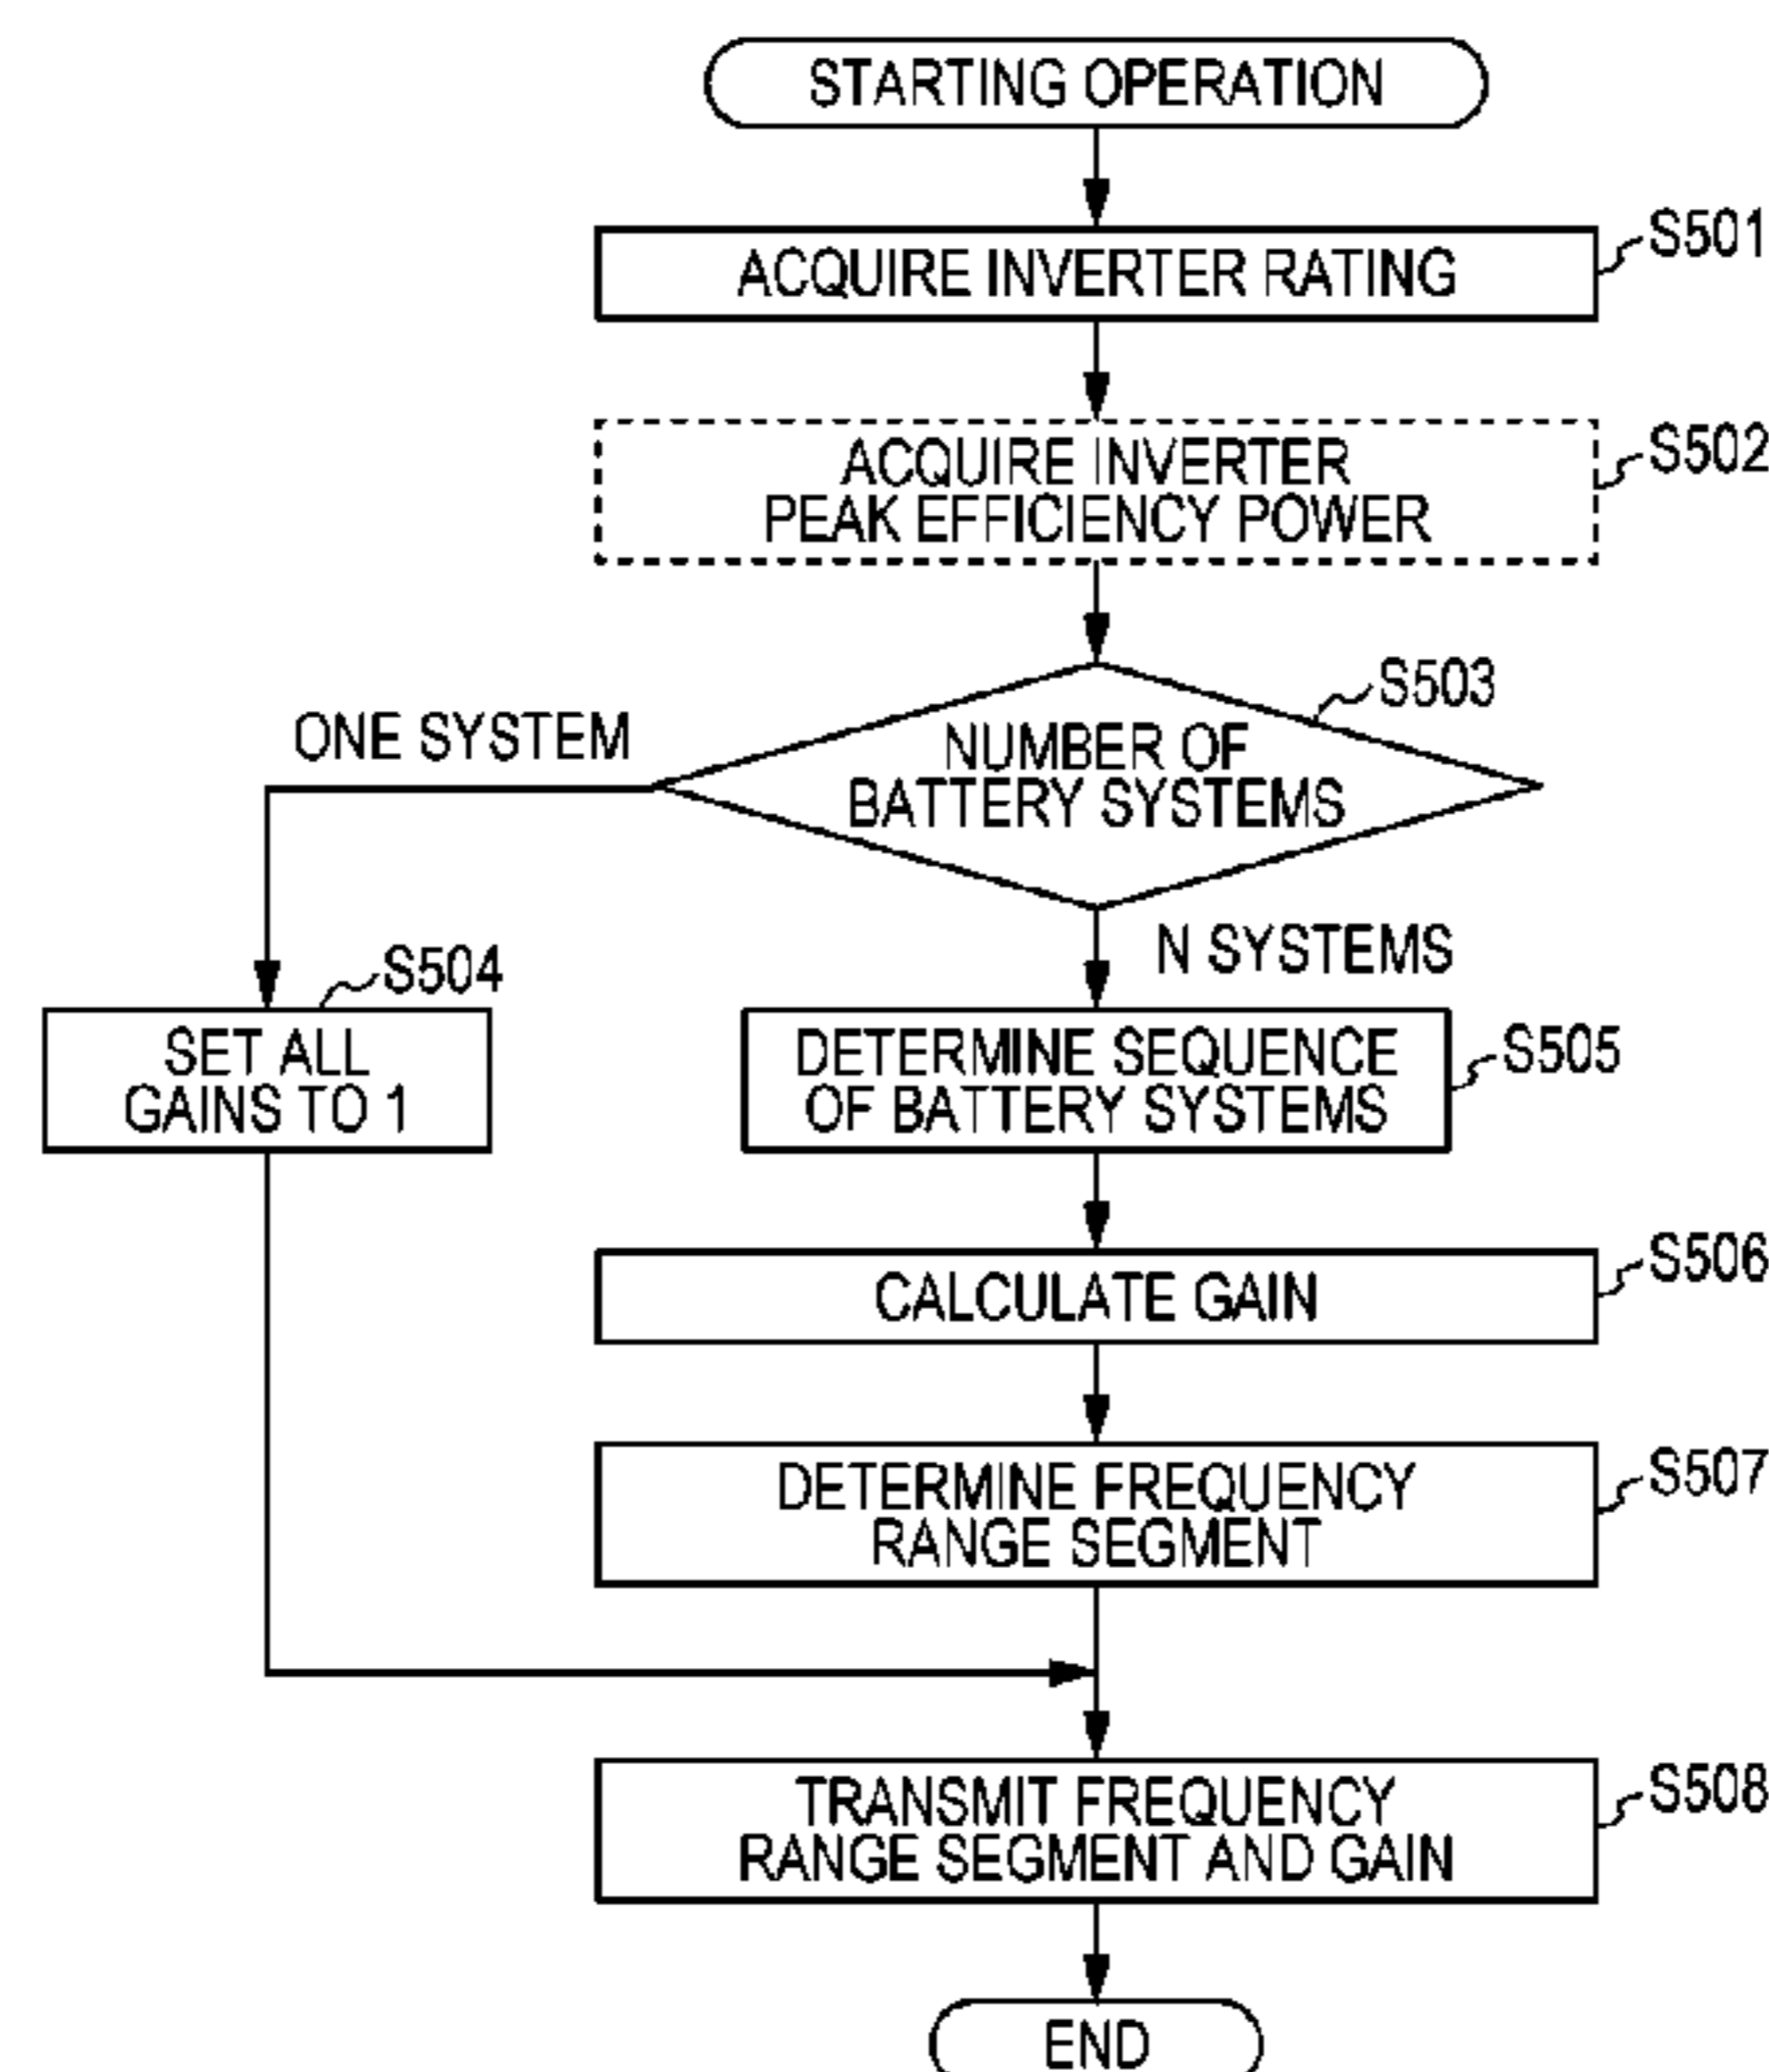 STARTING OPERATION
S501
ACQUIRE INVERTER RATING
S502
ACQUIRE INVERTER
PEAK EFFICIENCY POWER
S503
ONE SYSTEM
NUMBER OF
BATTERY SYSTEMS
N SYSTEMS
S504
SET ALL
GAINS TO 1
S505
DETERMINE SEQUENCE
OF BATTERY SYSTEMS
S506
CALCULATE GAIN
S507
DETERMINE FREQUENCY
RANGE SEGMENT
S508
TRANSMIT FREQUENCY
RANGE SEGMENT AND GAIN
END